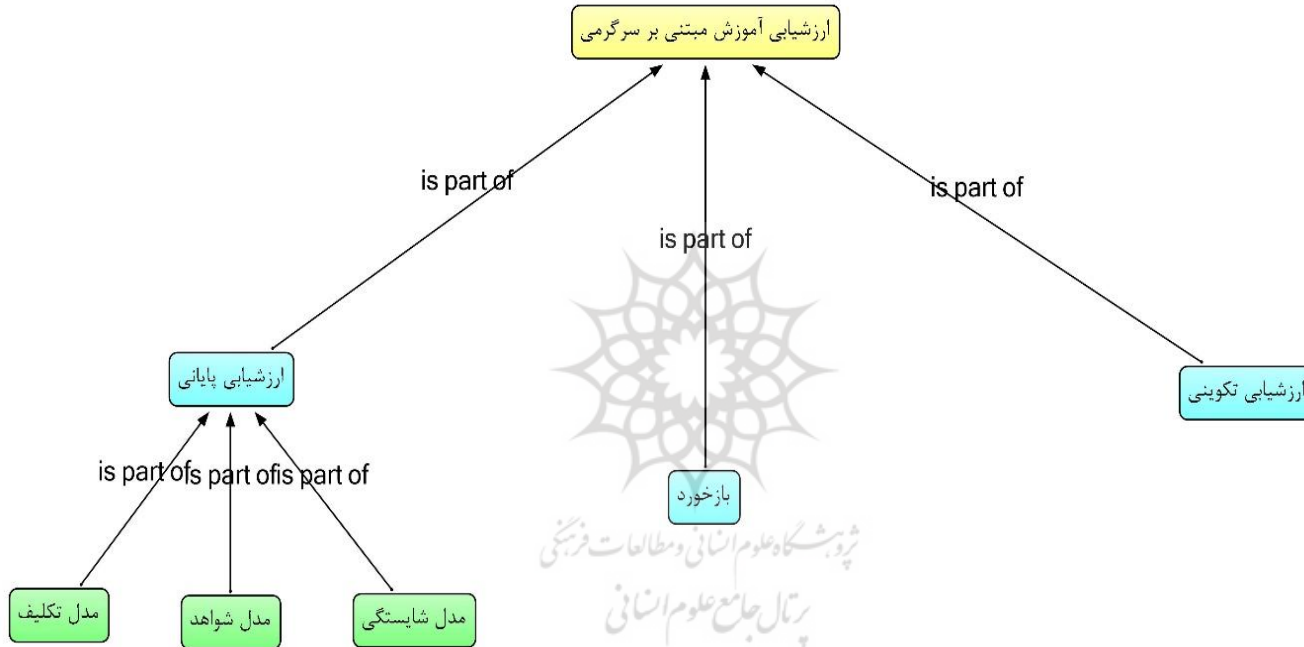 ارزشیابی آموزش مبتنی بر سرگرمی
is part of
is part of
is part of
ارزشیابی پایانی
ارزشیابی تکوینی
is part of
is part of
is part of
بازخورد
پژوهشگاه علوم انسانی و مطالعات فرهنگی
پرتال جامع علوم انسانی
مدل تکلیف
مدل شواهد
مدل شایستگی